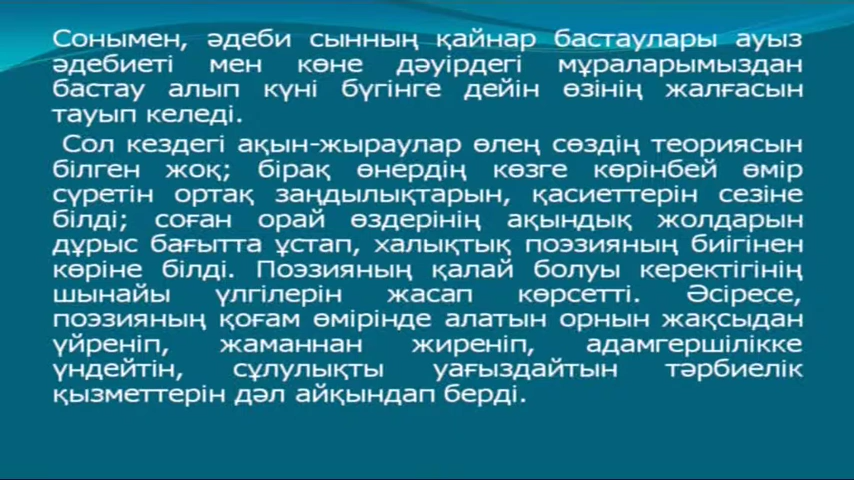 Сонымен, әдеби сынның қайнар бастаулары ауыз
әдебиеті мен көне дәуірдегі мұраларымыздан
бастау алып күні бүгінге дейін өзінің жалғасын
тауып келеді.
Сол кездегі ақын-жыраулар өлең сөздің теориясын
білген жоқ; бірақ өнердің көзге көрінбей өмір
сүретін ортақ заңдылықтарын, қасиеттерін сезіне
білді; соған орай өздерінің ақындық жолдарын
дұрыс бағытта ұстап, халықтық поэзияның биігінен
көріне білді. Поэзияның қалай болуы керектігінің
шынайы үлгілерін жасап көрсетті. Әсіресе,
поэзияның қоғам өмірінде алатын орнын жақсыдан
үйреніп, жаманнан жиреніп, адамгершілікке
үндейтін, сұлулықты уағыздайтын тәрбиелік
қызметтерін дәл айқындап берді.